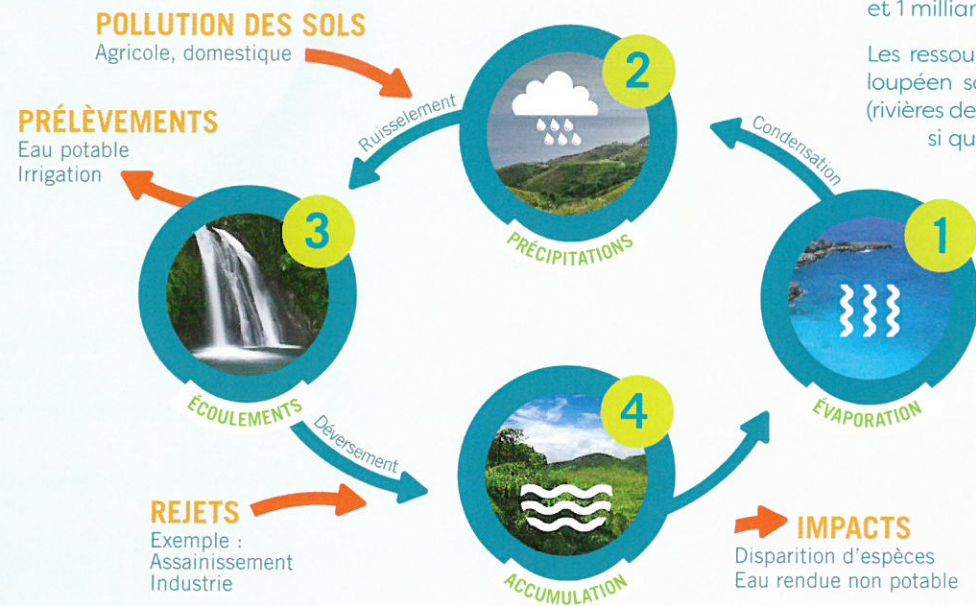 et 1 milliar
Les ressou
loupéen so
(rivières de
si qu
POLLUTION DES SOLS
Agricole, domestique
PRÉLÈVEMENTS
Eau potable
Irrigation
Ruisselement
2
PRÉCIPITATIONS
Condensation
1
ÉVAPORATION
3
ÉCOULEMENTS
Déversement
4
ACCUMULATION
REJETS
Exemple :
Assainissement
Industrie
IMPACTS
Disparition d'espèces
Eau rendue non potable